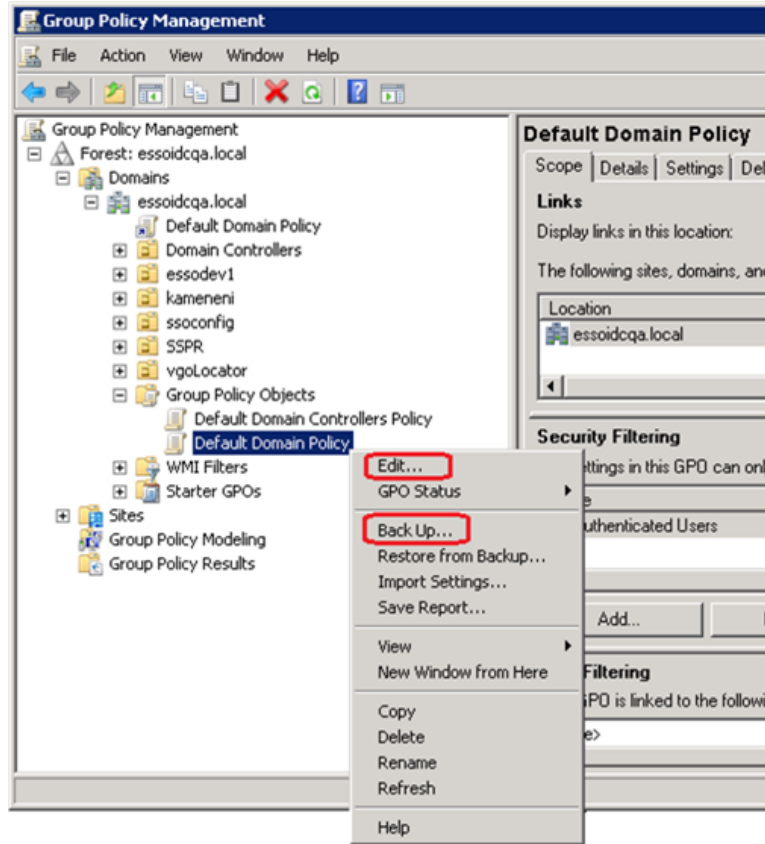 Group Policy Management
File Action View Window Help
Group Policy Management
Forest: essoidcqa.local
Domains
essoidcqa.local
Default Domain Policy
Domain Controllers
essodev1
kameneni
ssoconfig
SSPR
vgoLocator
Group Policy Objects
Default Domain Controllers Policy
Default Domain Policy
WMI Filters
Starter GPOs
Sites
Group Policy Modeling
Group Policy Results
Default Domain Policy
Scope Details Settings Del
Links
Display links in this location:
The following sites, domains, and
Location
essoidcqa.local
Security Filtering
ettings in this GPO can onl
e
uthenticated Users
Add...
Filtering
GPO is linked to the followi
e>
Edit...
GPO Status
Back Up...
Restore from Backup...
Import Settings...
Save Report...
View
New Window from Here
Copy
Delete
Rename
Refresh
Help